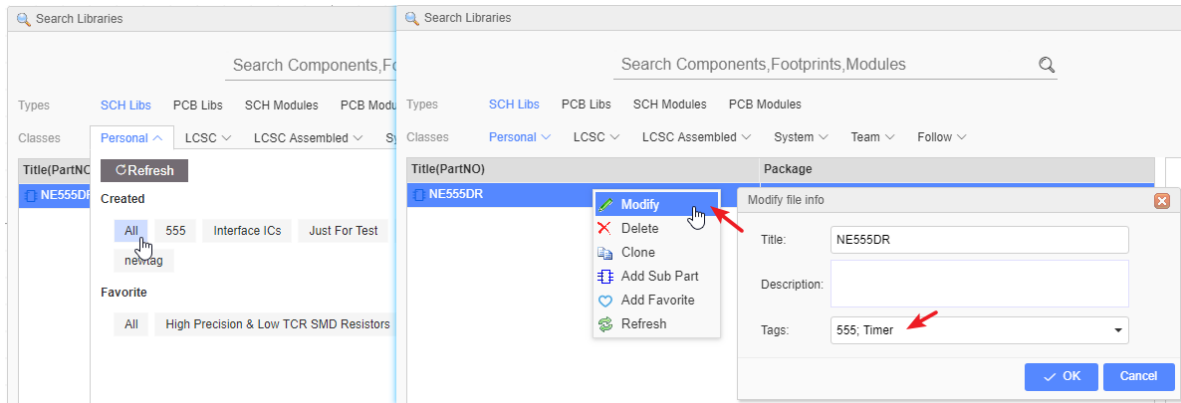 Search Libraries
Search Components,Fo
Types SCH Libs PCB Libs SCH Modules PCB Modu
Classes Personal LCSC LCSC Assembled Sy
Title(PartNO
Refresh
NE555DF
Created
All 555 Interface ICs Just For Test
newtag
Favorite
All High Precision & Low TCR SMD Resistors
Search Libraries
Search Components,Footprints,Modules
Types SCH Libs PCB Libs SCH Modules PCB Modules
Classes Personal LCSC LCSC Assembled System Team Follow
Title(PartNO) Package
NE555DR
Modify
Delete
Clone
Add Sub Part
Add Favorite
Refresh
Modify file info
Title: NE555DR
Description:
Tags: 555; Timer
OK Cancel